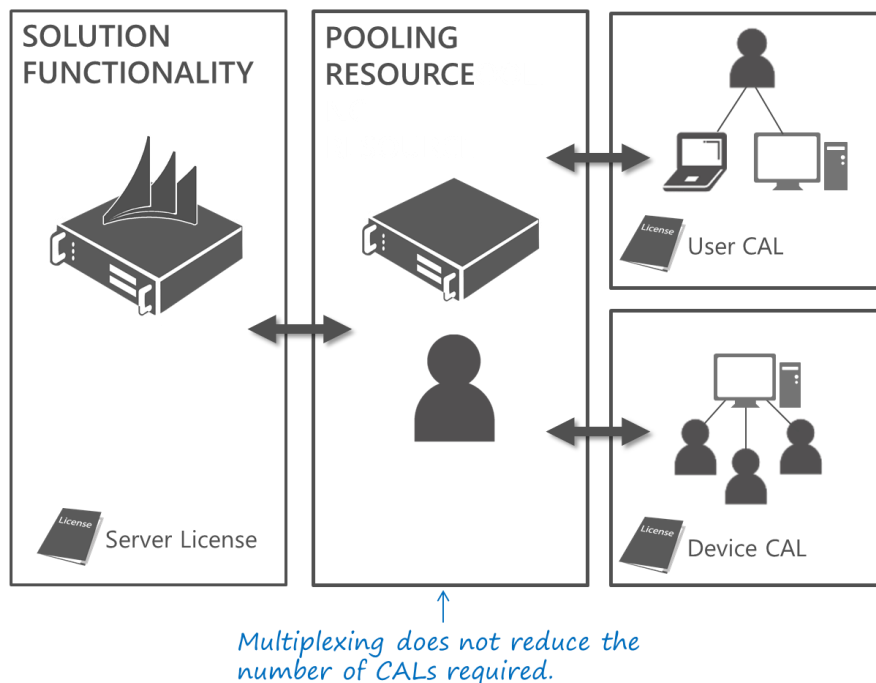 SOLUTION
FUNCTIONALITY
License
Server License
POOLING
RESOURCE
License
User CAL
License
Device CAL
Multiplexing does not reduce the
number of CALs required.